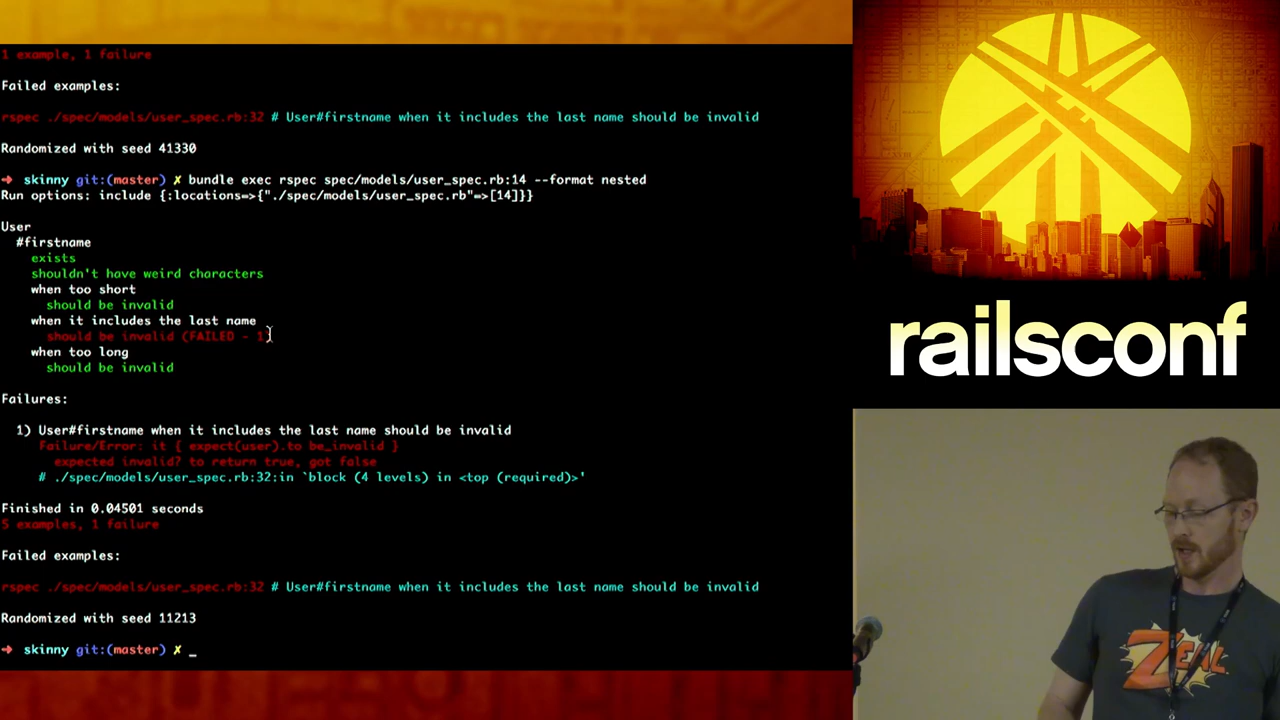 1 example, 1 failure
Failed examples:
rspec ./spec/models/user_spec.rb:32 # User#firstname when it includes the last name should be invalid
Randomized with seed 41330
➜ skinny git:(master) ✗ bundle exec rspec spec/models/user_spec.rb:14 --format nested
Run options: include {:locations=>{"./spec/models/user_spec.rb"=>[14]}}
User
#firstname
exists
shouldn't have weird characters
when too short
should be invalid
when it includes the last name
should be invalid (FAILED - 1)
when too long
should be invalid
Failures:
1) User#firstname when it includes the last name should be invalid
Failure/Error: it { expect(user).to be_invalid }
expected invalid? to return true, got false
# ./spec/models/user_spec.rb:32:in `block (4 levels) in <top (required)>'
Finished in 0.04501 seconds
5 examples, 1 failure
Failed examples:
rspec ./spec/models/user_spec.rb:32 # User#firstname when it includes the last name should be invalid
Randomized with seed 11213
➜ skinny git:(master) ✗ _
railsconf
ZEAL